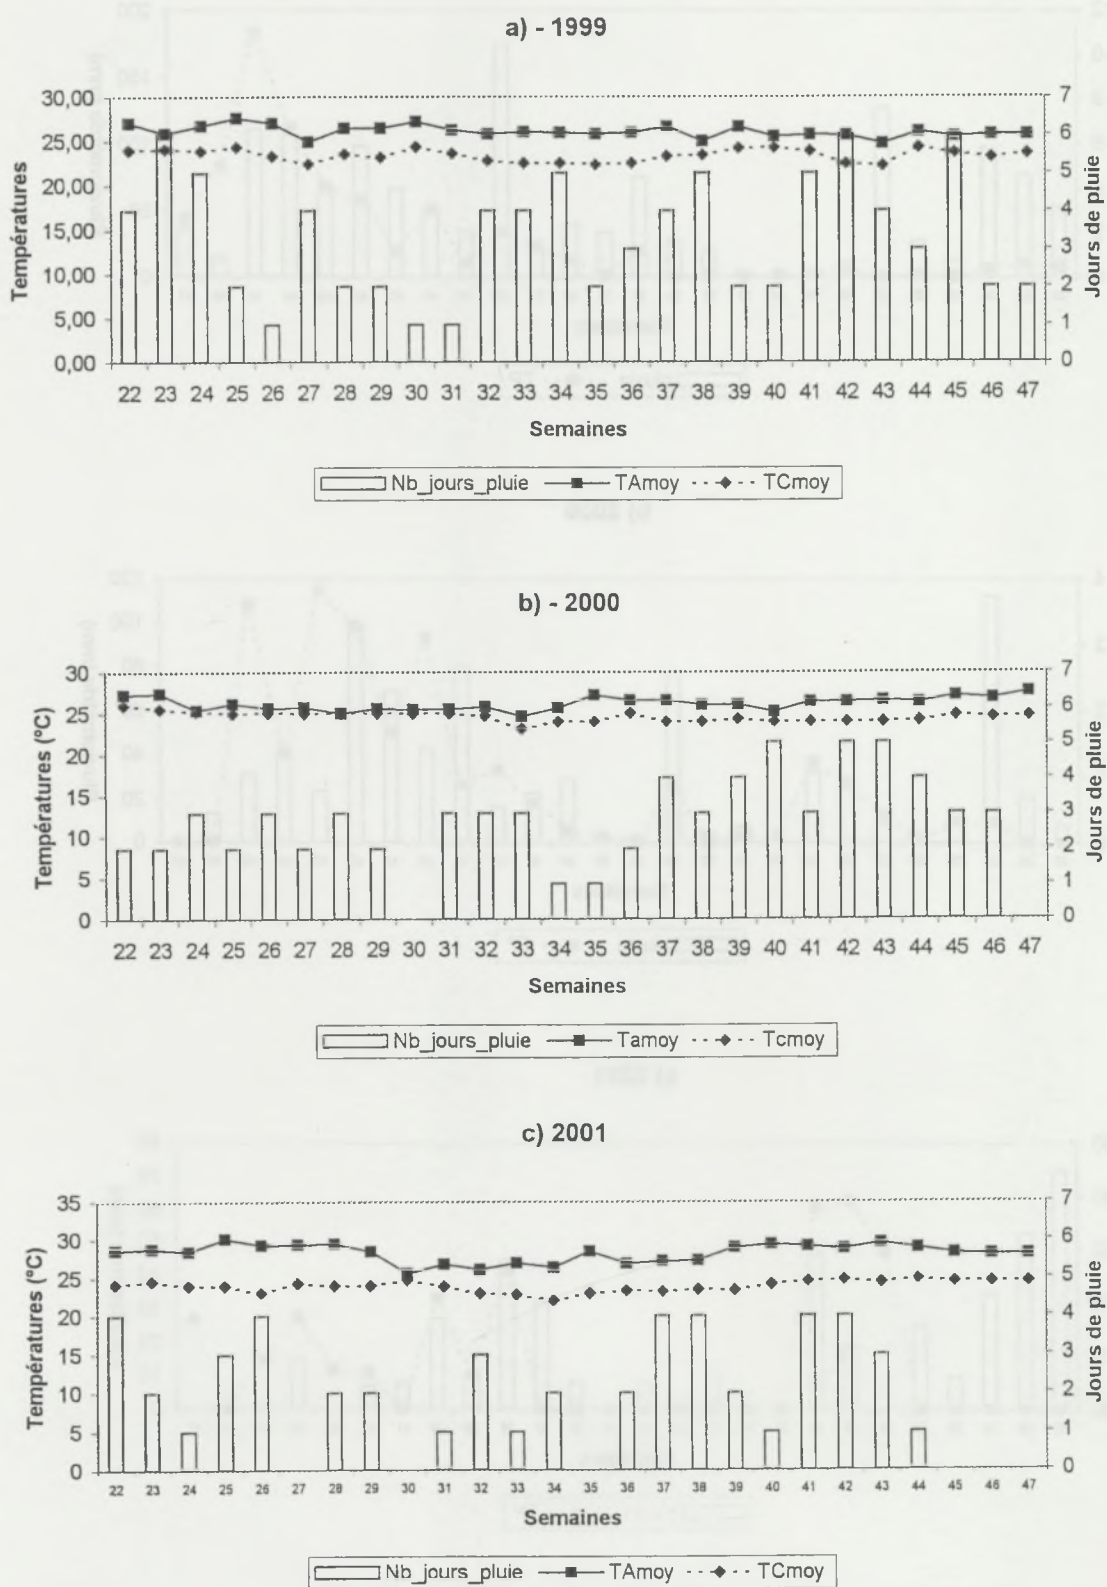 a) - 1999
Températures
Jours de pluie
30,00
25,00
20,00
15,00
10,00
5,00
0,00
7
6
5
4
3
2
1
0
22 23 24 25 26 27 28 29 30 31 32 33 34 35 36 37 38 39 40 41 42 43 44 45 46 47
Semaines
Nb_jours_pluie TAmoy TCmoy
b) - 2000
Températures (°C)
Jours de pluie
30
25
20
15
10
5
0
7
6
5
4
3
2
1
0
22 23 24 25 26 27 28 29 30 31 32 33 34 35 36 37 38 39 40 41 42 43 44 45 46 47
Semaines
Nb_jours_pluie Tamoy Tcmoy
c) 2001
Températures (°C)
Jours de pluie
35
30
25
20
15
10
5
0
7
6
5
4
3
2
1
0
22 23 24 25 26 27 28 29 30 31 32 33 34 35 36 37 38 39 40 41 42 43 44 45 46 47
Semaines
Nb_jours_pluie TAmoy TCmoy